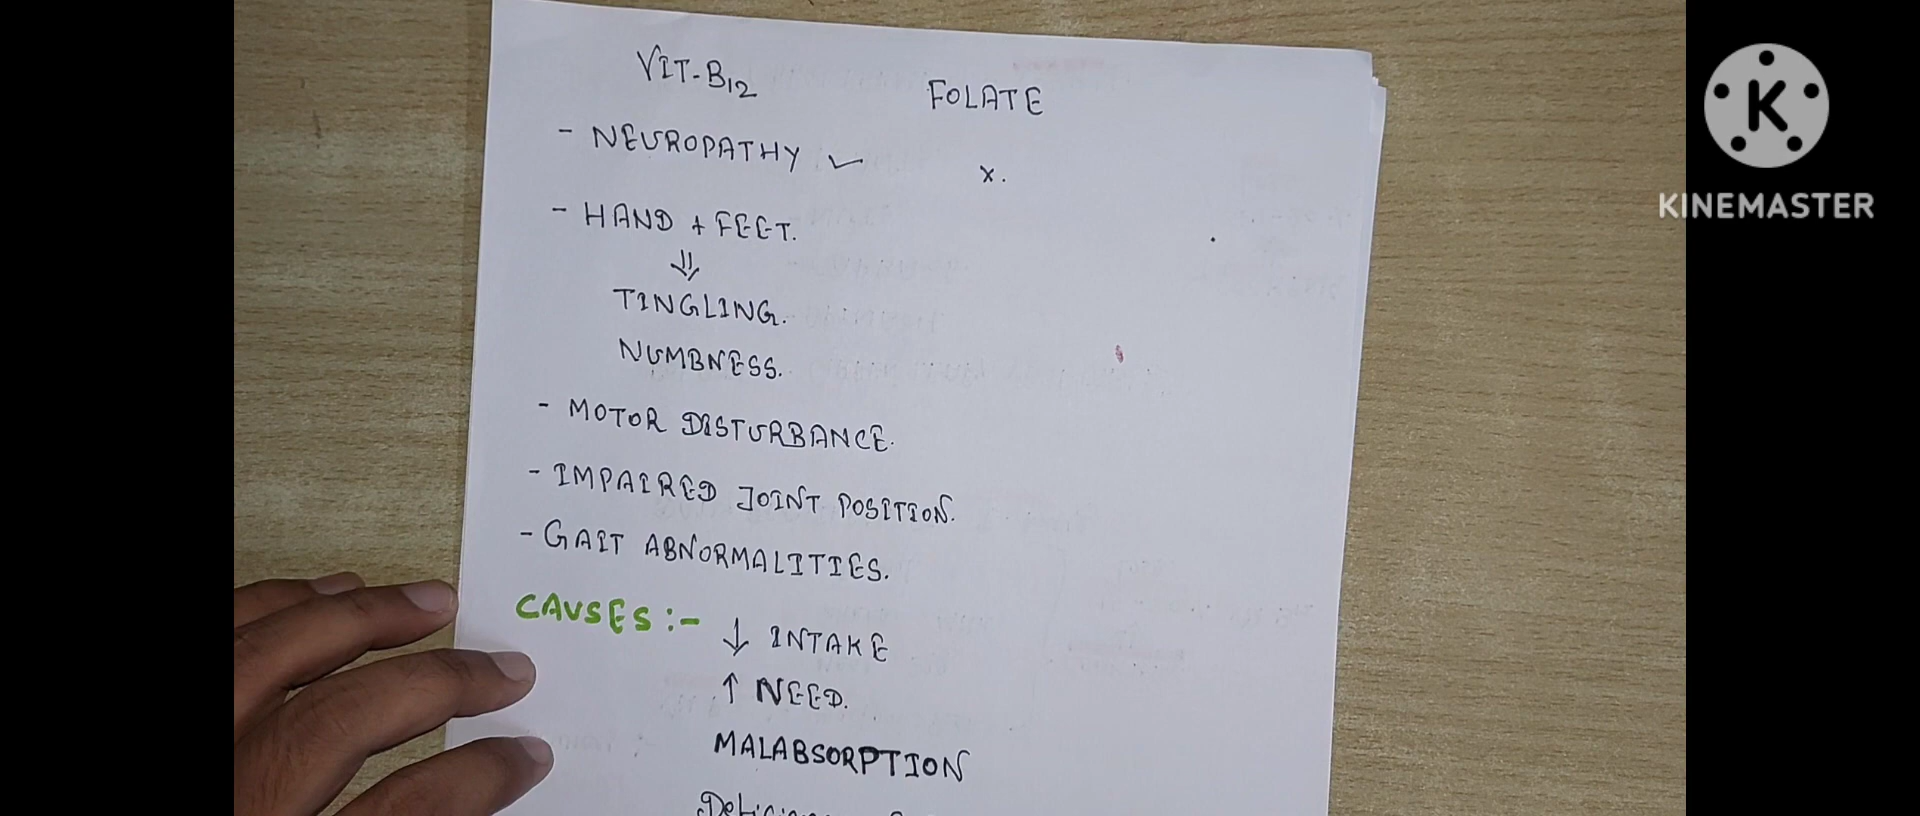 VIT-B12 FOLATE
- NEUROPATHY ✓ x.
- HAND + FEET.
⇓
TINGLING.
NUMBNESS.
- MOTOR DISTURBANCE.
- IMPAIRED JOINT POSITION.
- GAIT ABNORMALITIES.
CAUSES :- ↓ INTAKE
↑ NEED.
MALABSORPTION
K
KINEMASTER